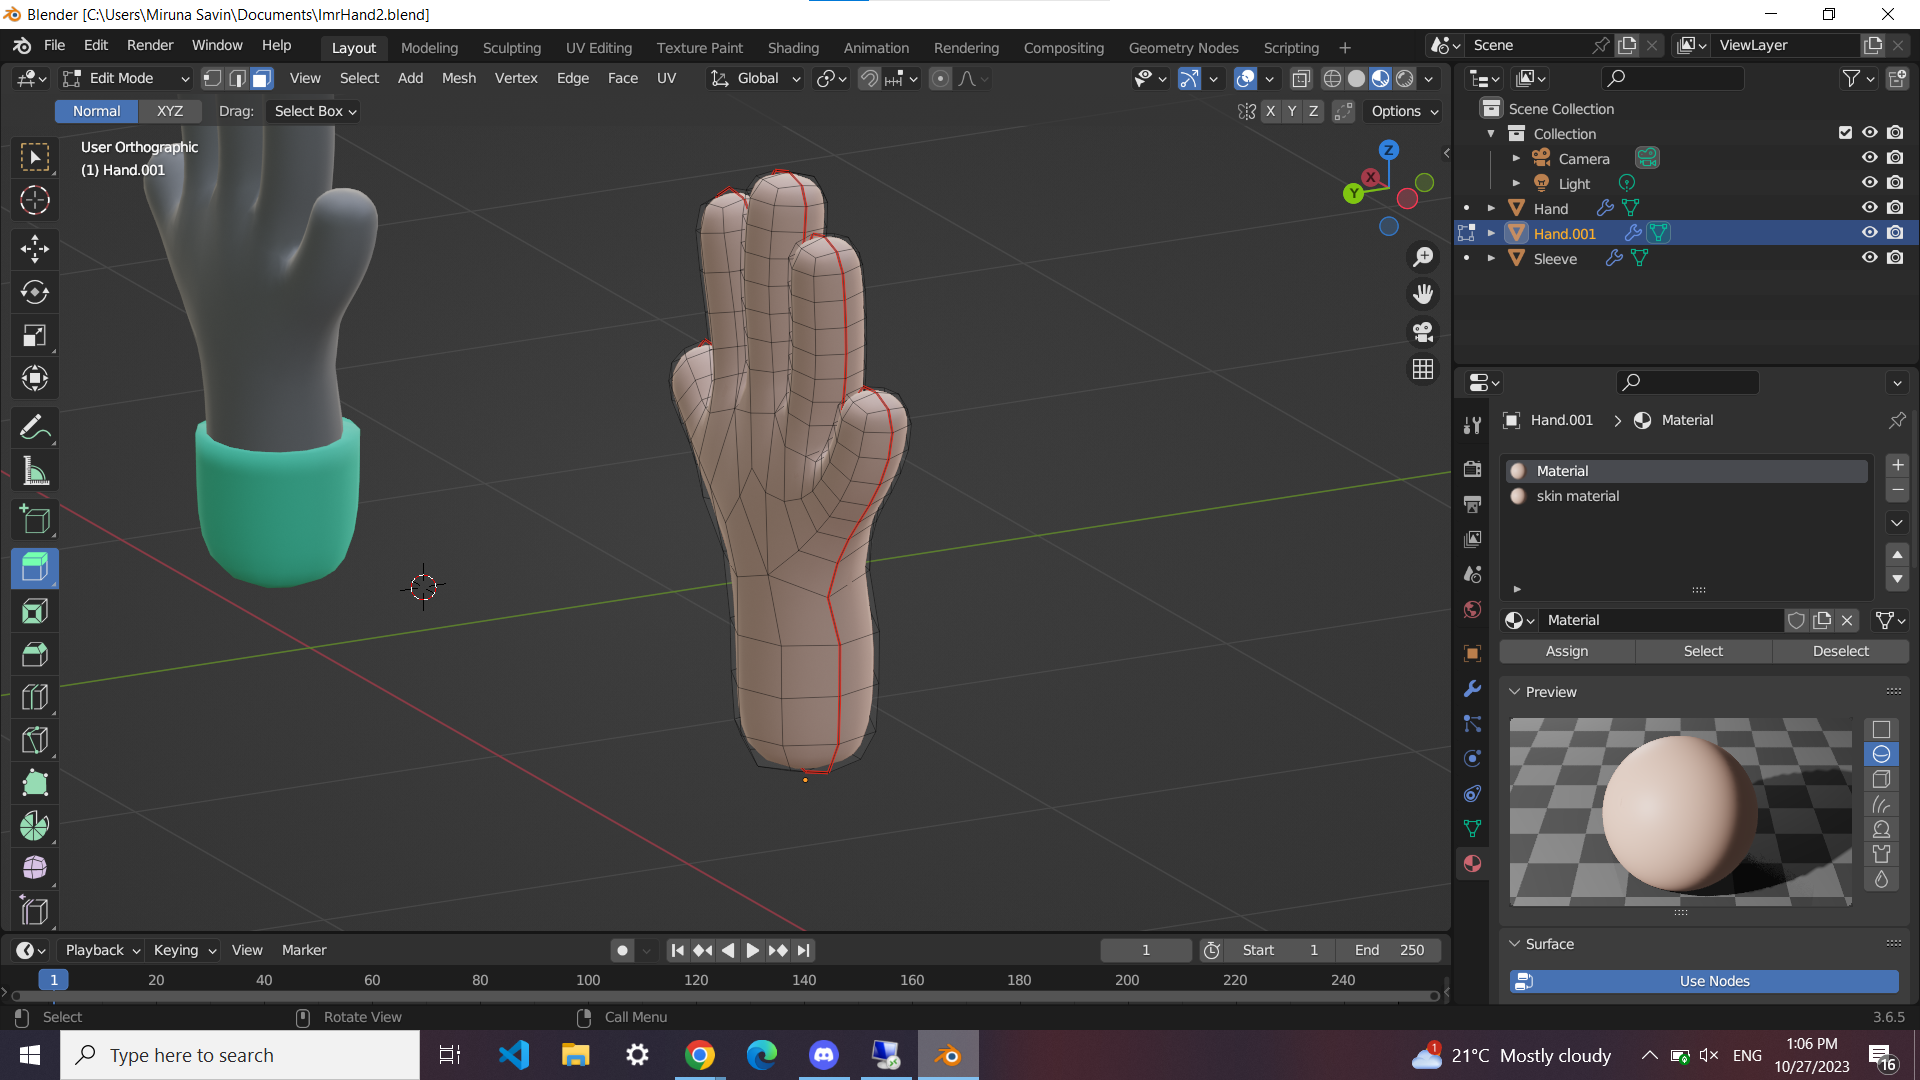 Blender [C:\Users\Miruna Savin\Documents\ImrHand2.blend]
File Edit Render Window Help Layout Modeling Sculpting UV Editing Texture Paint Shading Animation Rendering Compositing Geometry Nodes Scripting + Scene ViewLayer
Edit Mode View Select Add Mesh Vertex Edge Face UV Global
Normal XYZ Drag: Select Box X Y Z Options
User Orthographic
(1) Hand.001
Z
X
Y
Scene Collection
Collection
Camera
Light
Hand
Hand.001
Sleeve
Hand.001 > Material
Material
skin material
Material
Assign Select Deselect
Preview
Surface
Use Nodes
Playback Keying View Marker 1 Start 1 End 250
1 20 40 60 80 100 120 140 160 180 200 220 240
Select Rotate View Call Menu 3.6.5
Type here to search
1 21°C Mostly cloudy ENG
1:06 PM
10/27/2023
16